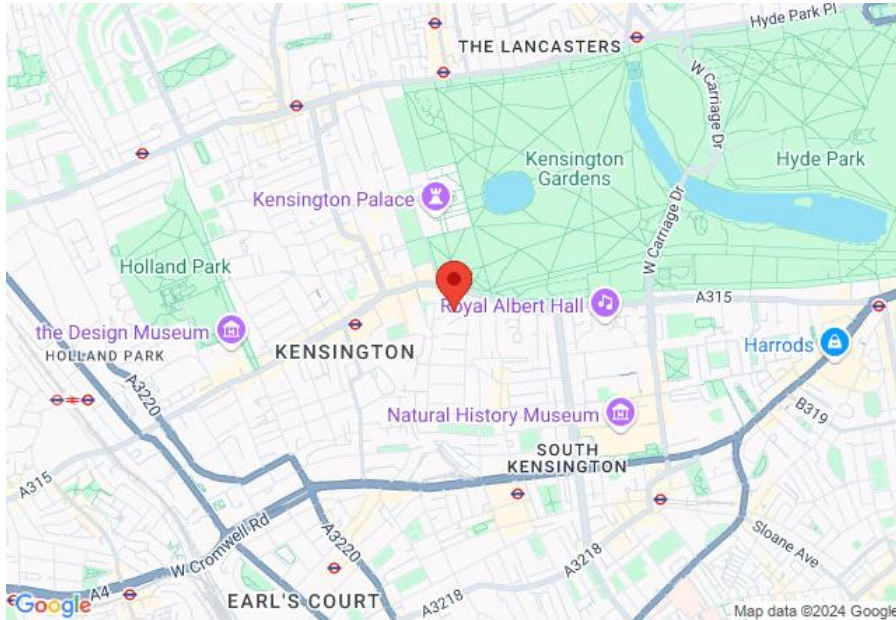 Hyde Park Pl
THE LANCASTERS
W Carriage Dr
Kensington
Gardens
Hyde Park
Kensington Palace
W Carriage Dr
Holland Park
Royal Albert Hall
A315
the Design Museum
HOLLAND PARK
KENSINGTON
Harrods
A3220
B319
Natural History Museum
SOUTH
KENSINGTON
A315
W Cromwell Rd
A3220
Sloane Ave
A3218
A4
EARL'S COURT
A3218
Google
Map data ©2024 Google